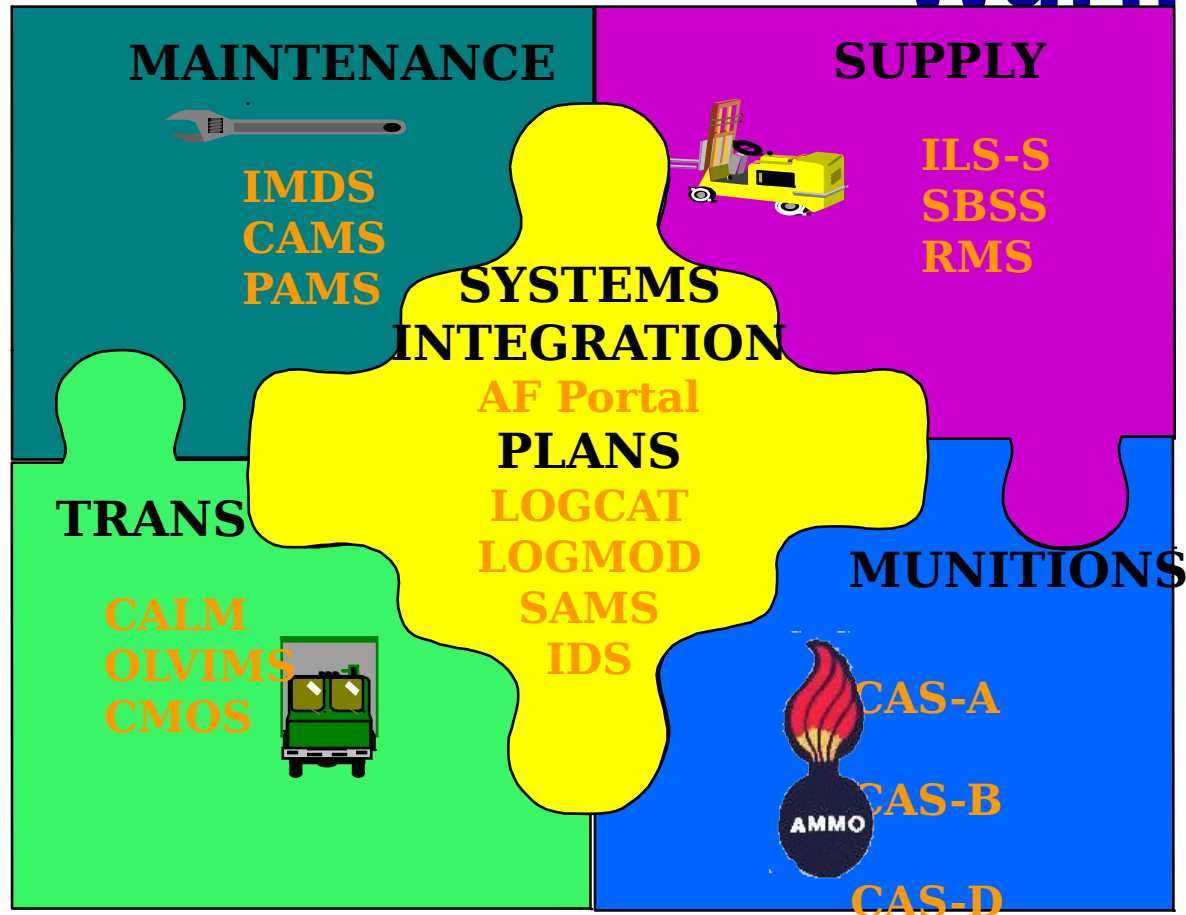 MAINTENANCE
IMDS
CAMS
PAMS
SUPPLY
ILS-S
SBSS
RMS
SYSTEMS
INTEGRATION
AF Portal
PLANS
LOGCAT
LOGMOD
SAMS
IDS
TRANS
CALM
OLVIMS
CMOS
MUNITIONS
CAS-A
CAS-B
CAS-D
AMMO